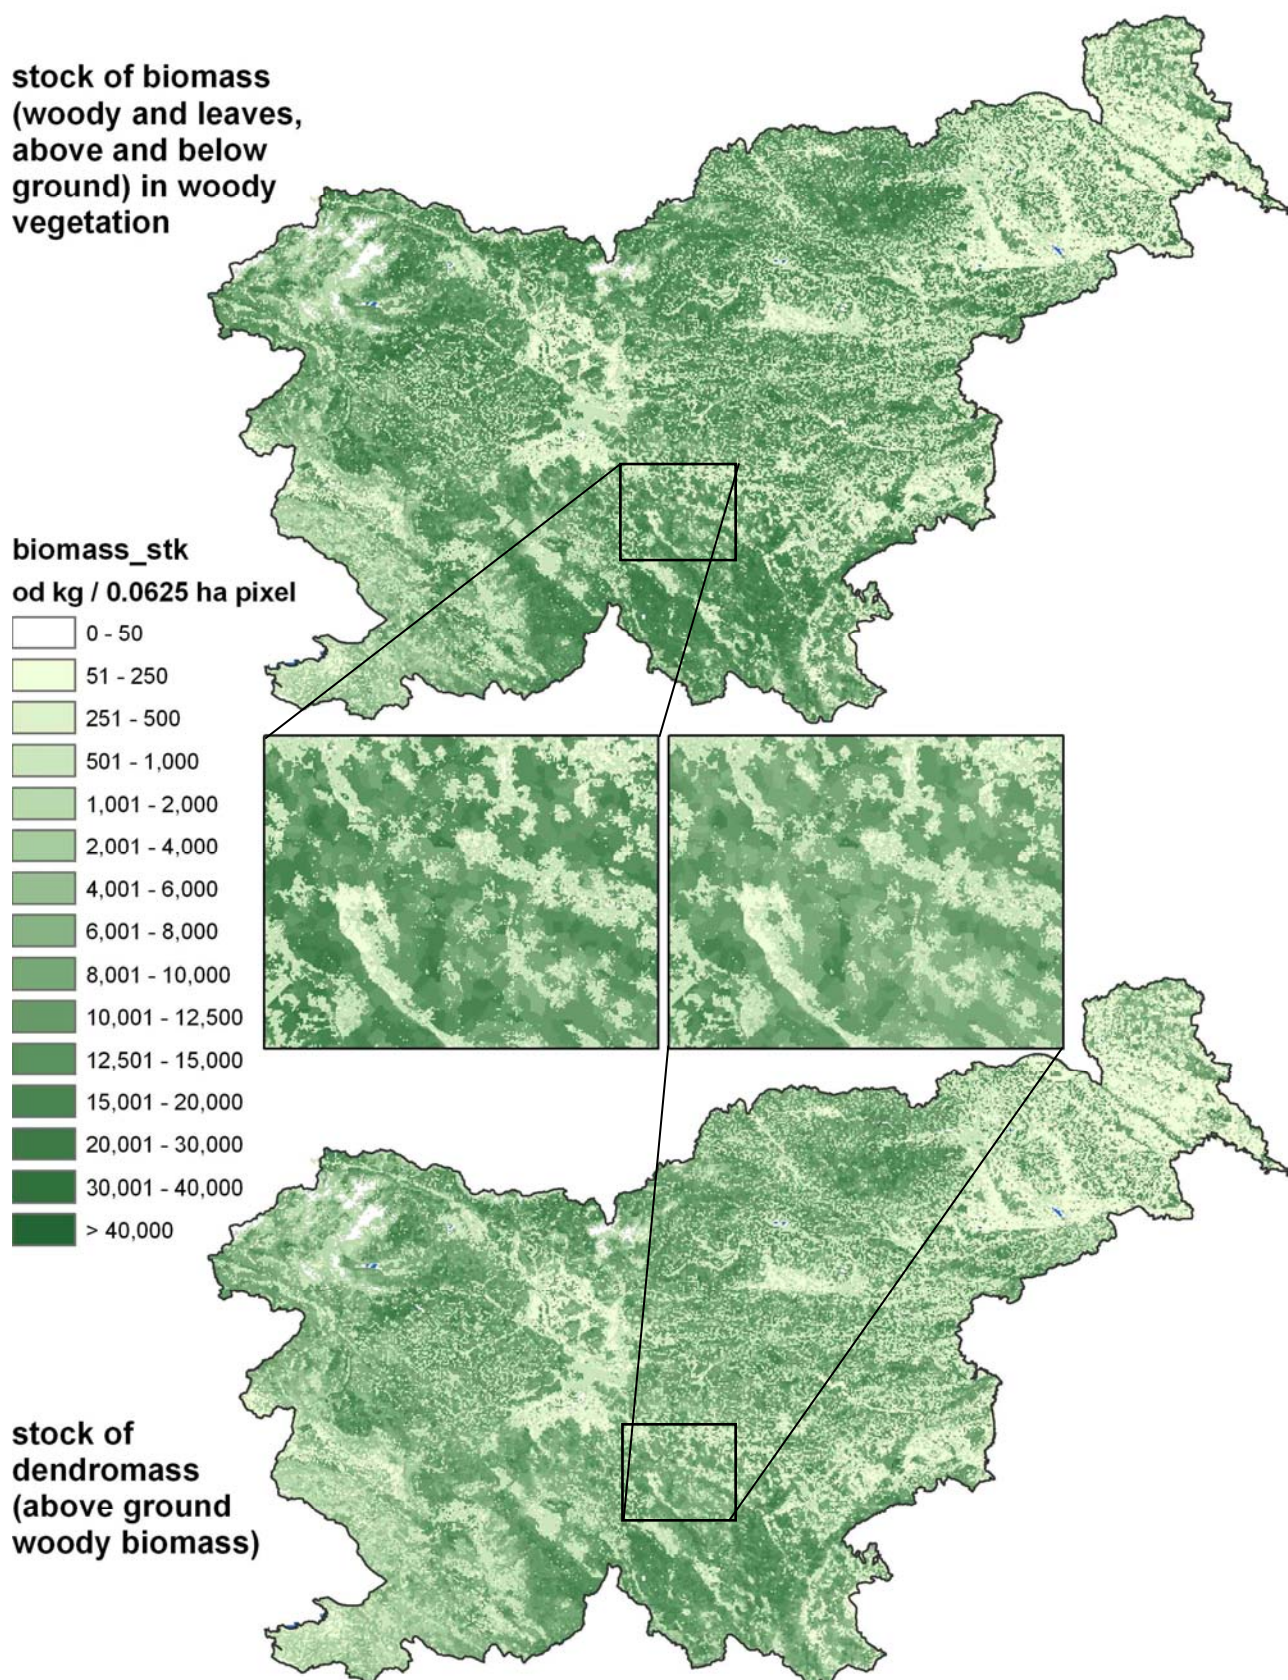 stock of biomass
(woody and leaves,
above and below
ground) in woody
vegetation
biomass_stk
od kg / 0.0625 ha pixel
0 - 50
51 - 250
251 - 500
501 - 1,000
1,001 - 2,000
2,001 - 4,000
4,001 - 6,000
6,001 - 8,000
8,001 - 10,000
10,001 - 12,500
12,501 - 15,000
15,001 - 20,000
20,001 - 30,000
30,001 - 40,000
> 40,000
stock of
dendromass
(above ground
woody biomass)